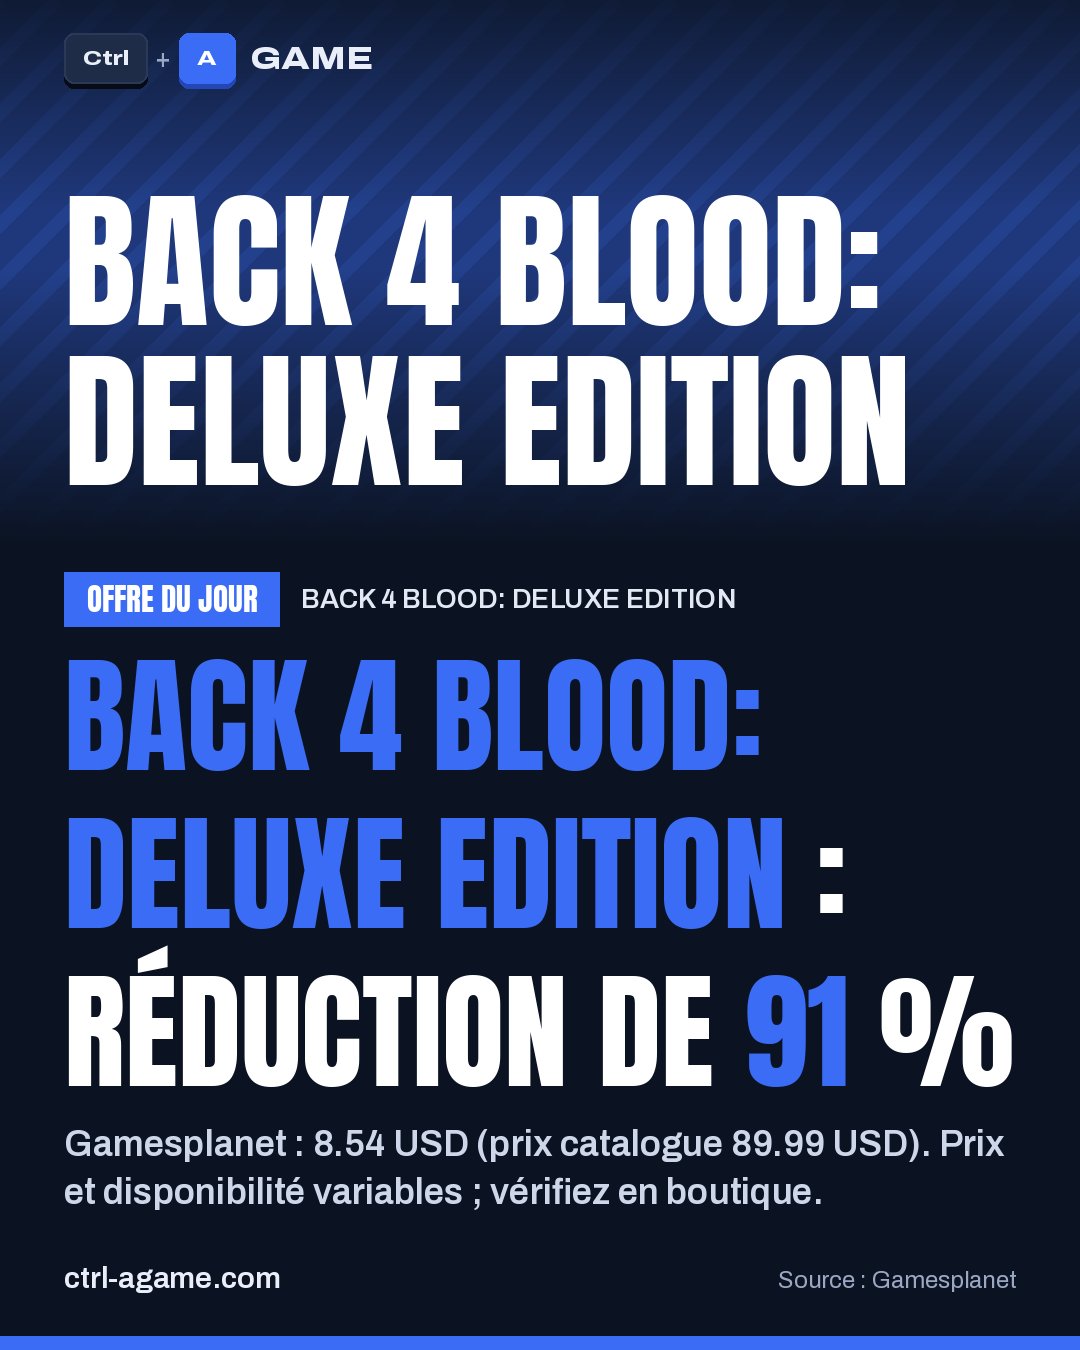 Ctrl + A GAME
BACK 4 BLOOD:
DELUXE EDITION
OFFRE DU JOUR BACK 4 BLOOD: DELUXE EDITION
BACK 4 BLOOD:
DELUXE EDITION :
RÉDUCTION DE 91 %
Gamesplanet : 8.54 USD (prix catalogue 89.99 USD). Prix
et disponibilité variables ; vérifiez en boutique.
ctrl-agame.com Source : Gamesplanet